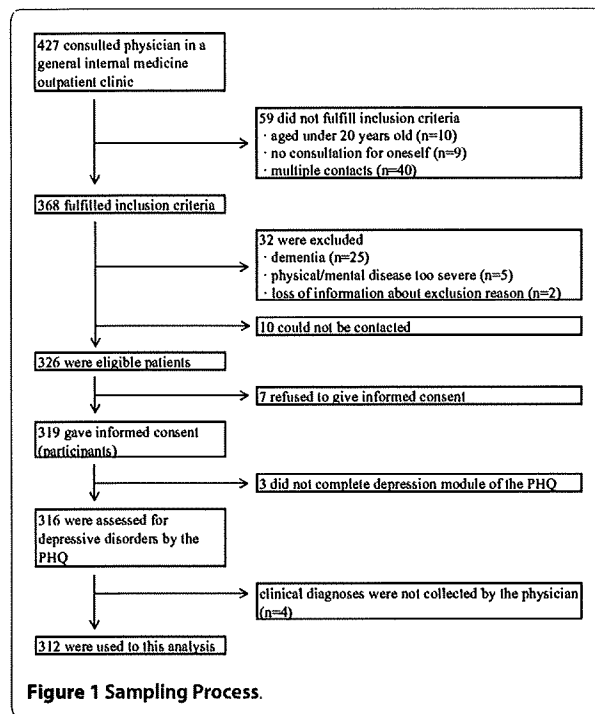 427 consulted physician in a
general internal medicine
outpatient clinic
59 did not fulfill inclusion criteria
· aged under 20 years old (n=10)
· no consultation for oneself (n=9)
· multiple contacts (n=40)
368 fulfilled inclusion criteria
32 were excluded
· dementia (n=25)
· physical/mental disease too severe (n=5)
· loss of information about exclusion reason (n=2)
10 could not be contacted
326 were eligible patients
7 refused to give informed consent
319 gave informed consent
(participants)
3 did not complete depression module of the PHQ
316 were assessed for
depressive disorders by the
PHQ
clinical diagnoses were not collected by the physician
(n=4)
312 were used to this analysis
Figure 1 Sampling Process.